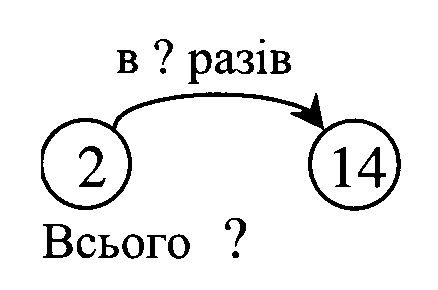 в ? разів
2 14
Всього ?